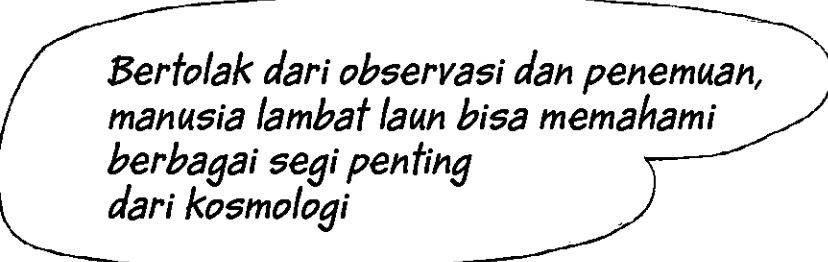 Bertolak dari observasi dan penemuan,
manusia lambat laun bisa memahami
berbagai segi penting
dari kosmologi